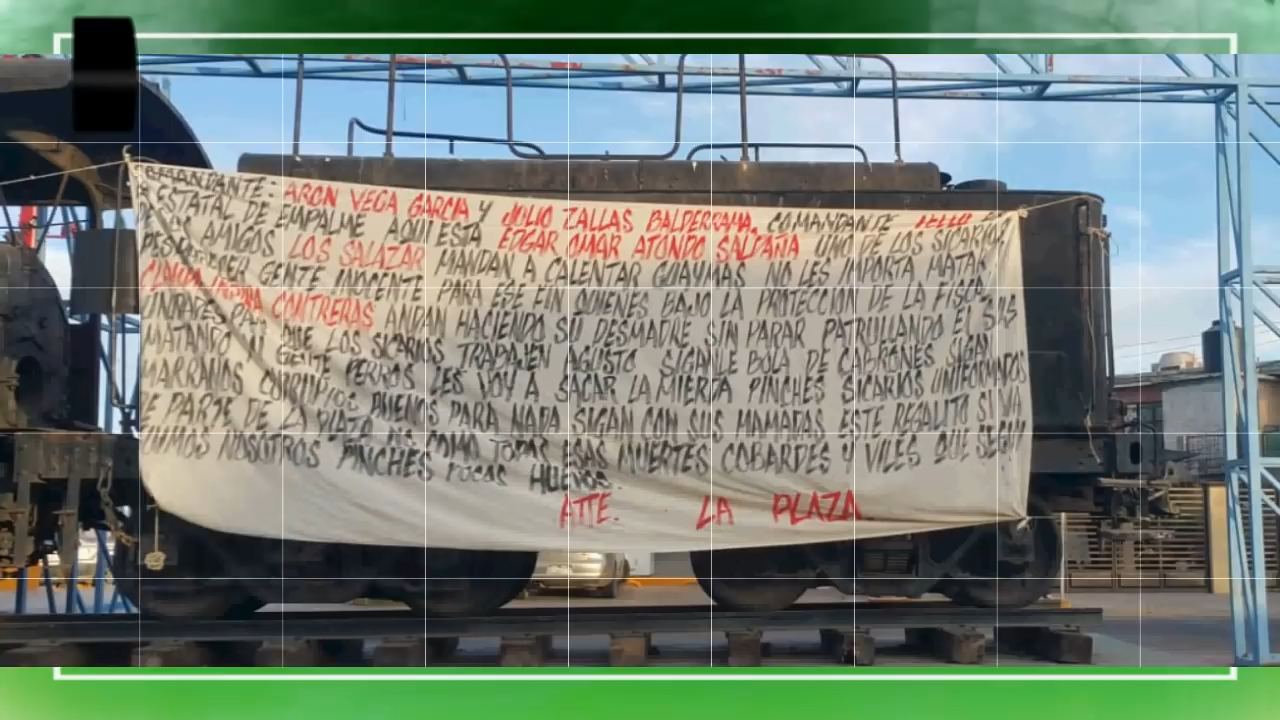 COMANDANTE: ARON VEGA GARCIA Y JULIO ZALLAS BALDERRAMA, COMANDANTE
ESTATAL DE EMPALME AQUI ESTA EDGAR OMAR ATONDO SALDAÑA UNO DE LOS SICARIOS
AMIGOS LOS SALAZAR MANDAN A CALENTAR GUAYMAS NO LES IMPORTA MATAR
GENTE INOCENTE PARA ESE FIN QUIENES BAJO LA PROTECCION DE LA
CLAUDIA CONTRERAS ANDAN HACIENDO SU DESMADRE SIN PARAR PATRULLANDO EL SUS
QUE LOS SICARIOS TRABAJEN AGUSTO SIGANLE BOLA DE CABRONES SIGAN
MATANDO GENTE PERROS LES VOY A SACAR LA MIERDA PINCHES SICARIOS UNIFORMADOS
MARRANOS CORRUPTOS BUENOS PARA NADA SIGAN CON SUS MAMADAS ESTE REGALITO SI VA
DE PARTE DE LA PLAZA NO COMO TODAS ESAS MUERTES COBARDES Y VILES QUE
NOSOTROS PINCHES POCOS HUEVOS.
ATTE. LA PLAZA